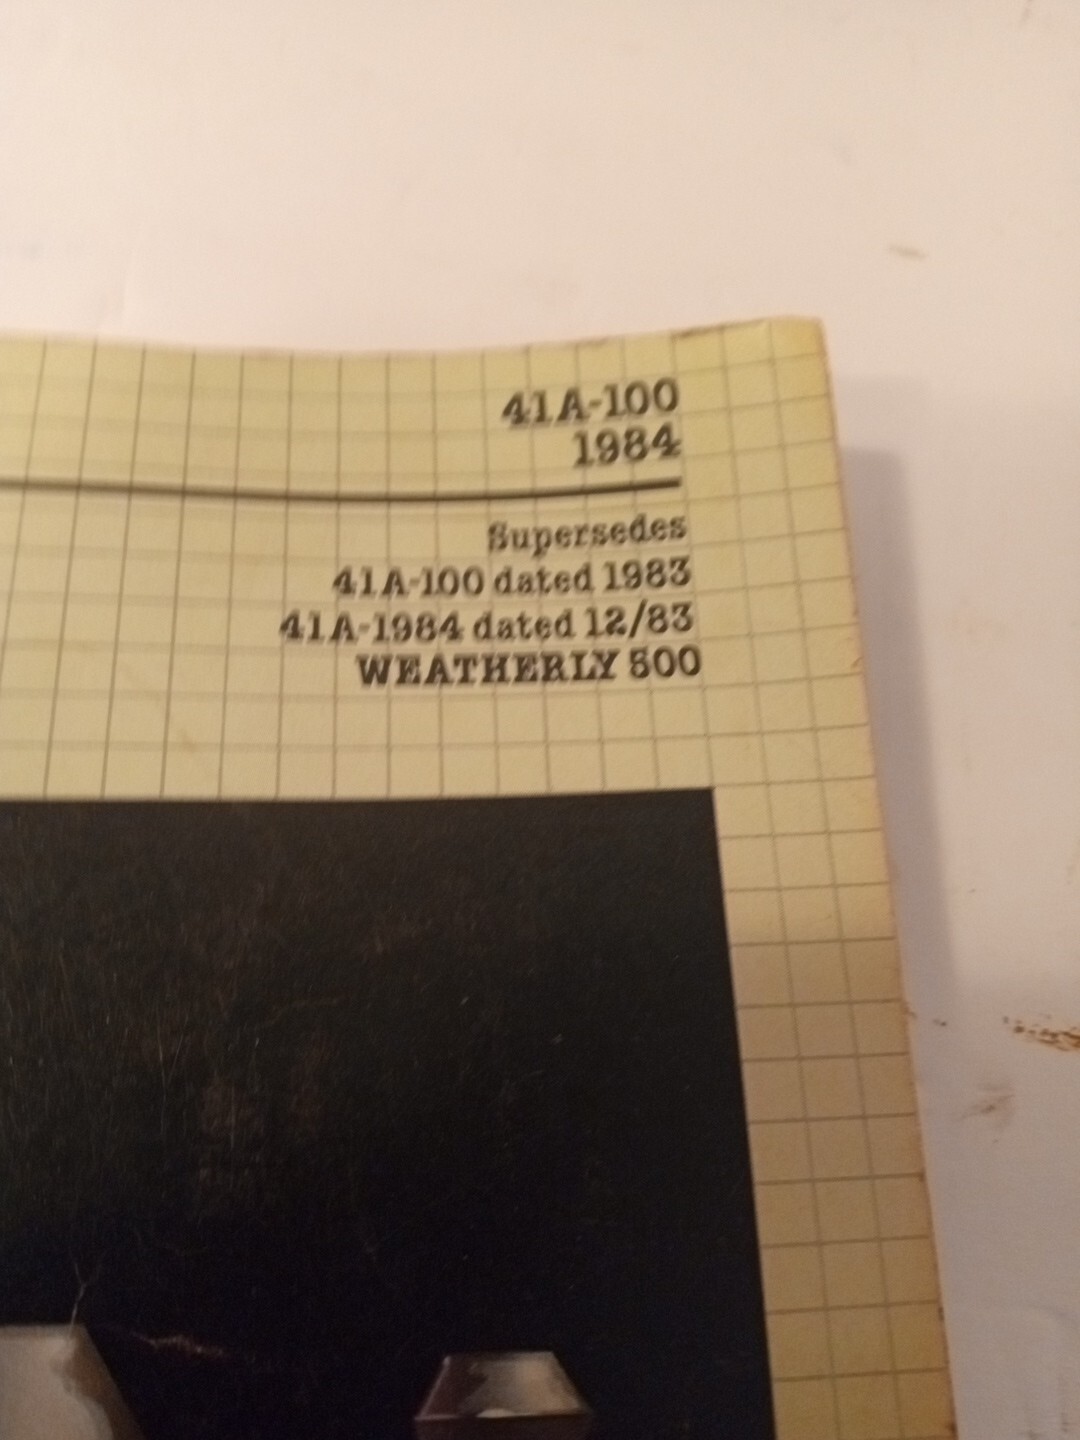 41A-100
1984
Supersedes
41A-100 dated 1983
41A-1984 dated 12/83
WEATHERLY 500